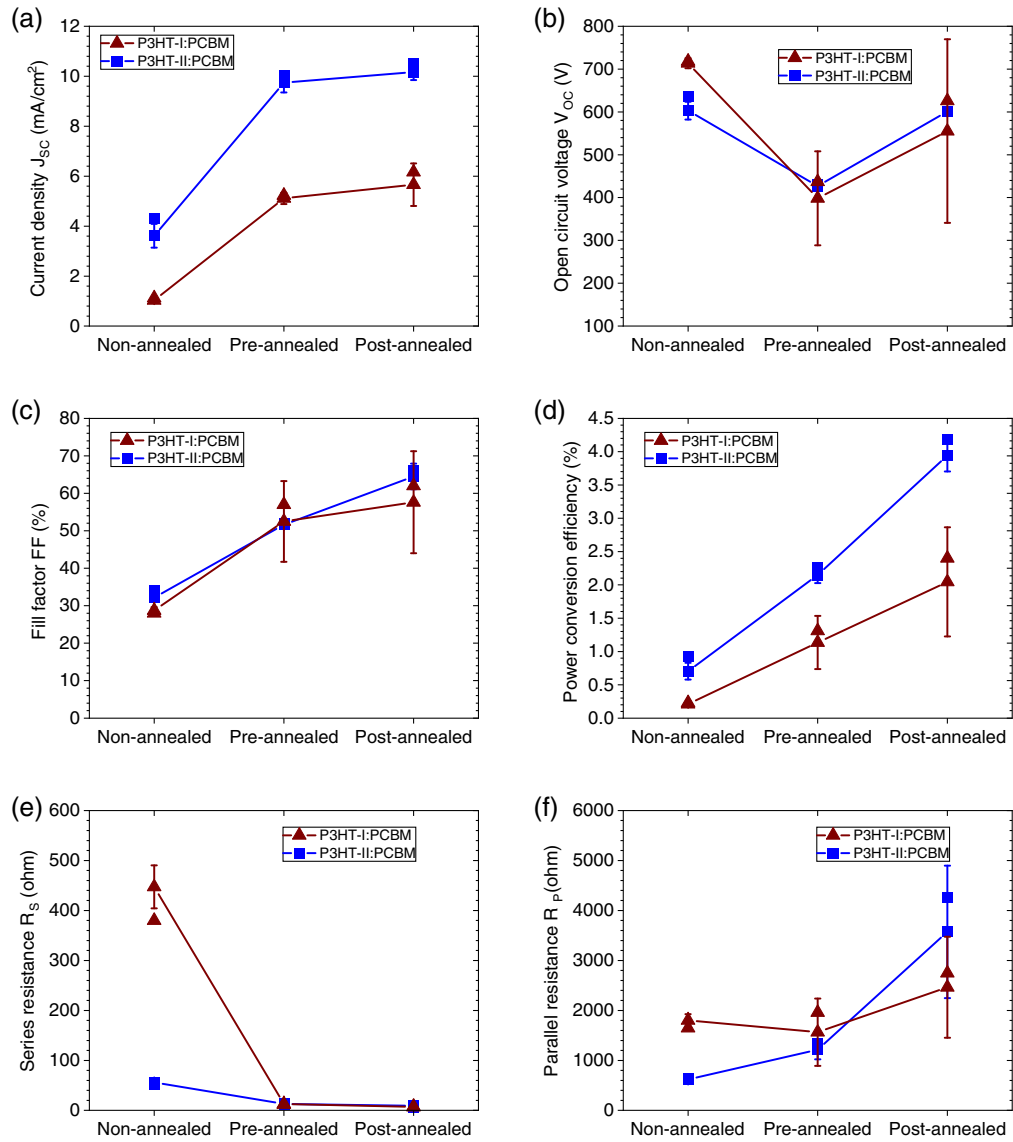 (a)
12
10
8
6
4
2
0
Current density J_SC (mA/cm²)
P3HT-I:PCBM
P3HT-II:PCBM
Non-annealed Pre-annealed Post-annealed
(b)
800
700
600
500
400
300
200
100
Open circuit voltage V_OC (V)
P3HT-I:PCBM
P3HT-II:PCBM
Non-annealed Pre-annealed Post-annealed
(c)
80
70
60
50
40
30
20
10
0
Fill factor FF (%)
P3HT-I:PCBM
P3HT-II:PCBM
Non-annealed Pre-annealed Post-annealed
(d)
4.5
4.0
3.5
3.0
2.5
2.0
1.5
1.0
0.5
0.0
Power conversion efficiency (%)
P3HT-I:PCBM
P3HT-II:PCBM
Non-annealed Pre-annealed Post-annealed
(e)
600
500
400
300
200
100
0
Series resistance R_S (ohm)
P3HT-I:PCBM
P3HT-II:PCBM
Non-annealed Pre-annealed Post-annealed
(f)
6000
5000
4000
3000
2000
1000
0
Parallel resistance R_P (ohm)
P3HT-I:PCBM
P3HT-II:PCBM
Non-annealed Pre-annealed Post-annealed